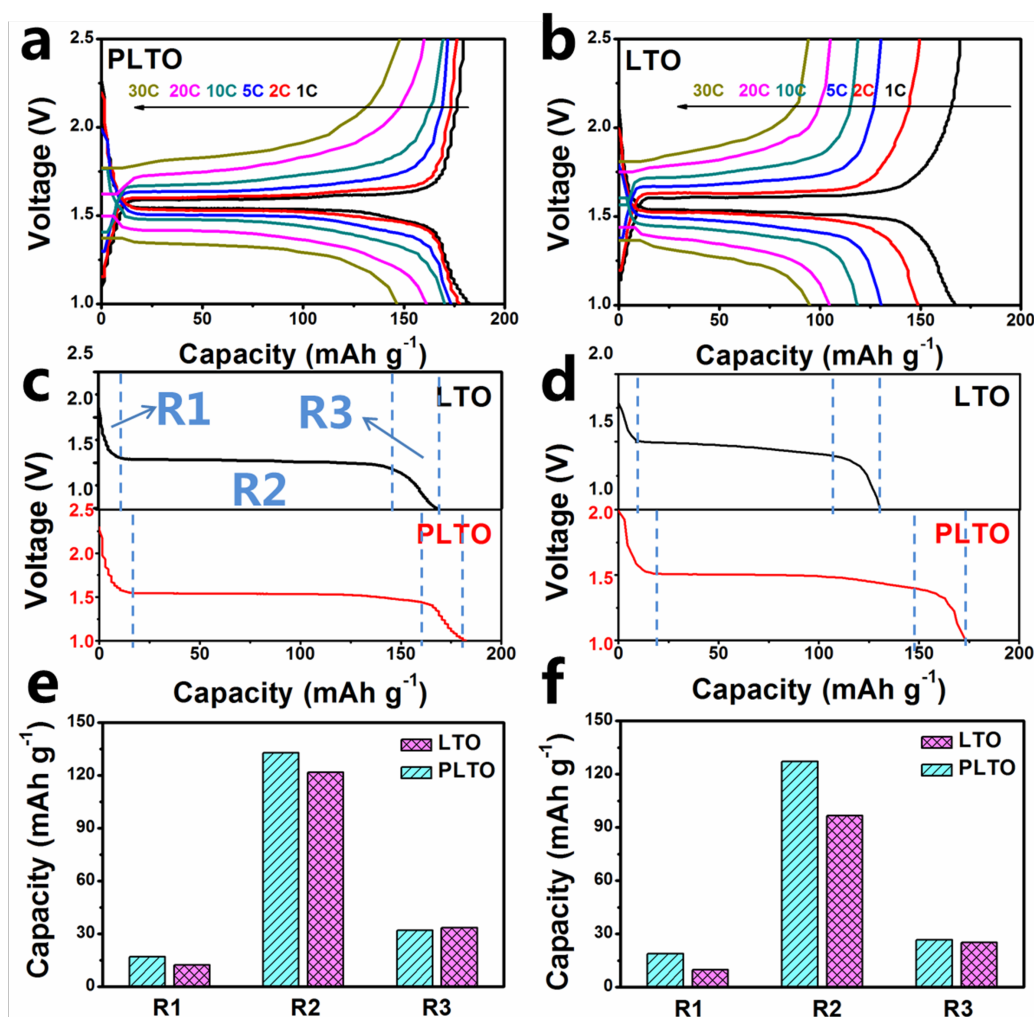 a
PLTO
30C 20C 10C 5C 2C 1C
2.5
2.0
1.5
1.0
Voltage (V)
0 50 100 150 200
Capacity (mAh g⁻¹)
b
LTO
30C 20C 10C 5C 2C 1C
2.5
2.0
1.5
1.0
Voltage (V)
0 50 100 150 200
Capacity (mAh g⁻¹)
c
LTO
R1
R3
R2
2.5
2.0
1.5
1.0
PLTO
2.5
2.0
1.5
1.0
Voltage (V)
0 50 100 150 200
Capacity (mAh g⁻¹)
d
LTO
2.0
1.5
1.0
PLTO
2.0
1.5
1.0
Voltage (V)
0 50 100 150 200
Capacity (mAh g⁻¹)
e
LTO
PLTO
150
120
90
60
30
0
Capacity (mAh g⁻¹)
R1 R2 R3
f
LTO
PLTO
150
120
90
60
30
0
Capacity (mAh g⁻¹)
R1 R2 R3